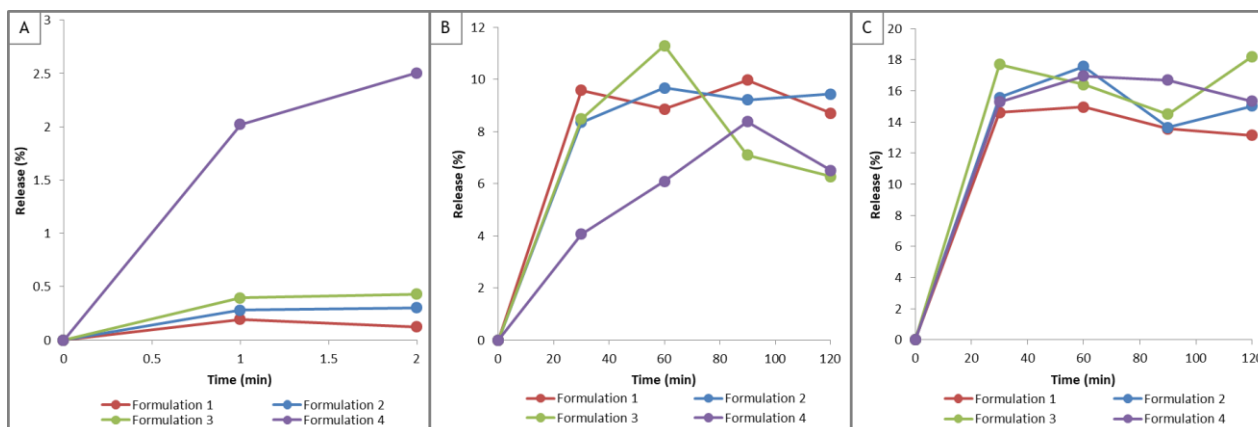 A
3
2.5
2
1.5
1
0.5
0
Release (%)
0
0.5
1
1.5
2
Time (min)
Formulation 1
Formulation 2
Formulation 3
Formulation 4
B
12
10
8
6
4
2
0
Release (%)
0
20
40
60
80
100
120
Time (min)
Formulation 1
Formulation 2
Formulation 3
Formulation 4
C
20
18
16
14
12
10
8
6
4
2
0
Release (%)
0
20
40
60
80
100
120
Time (min)
Formulation 1
Formulation 2
Formulation 3
Formulation 4